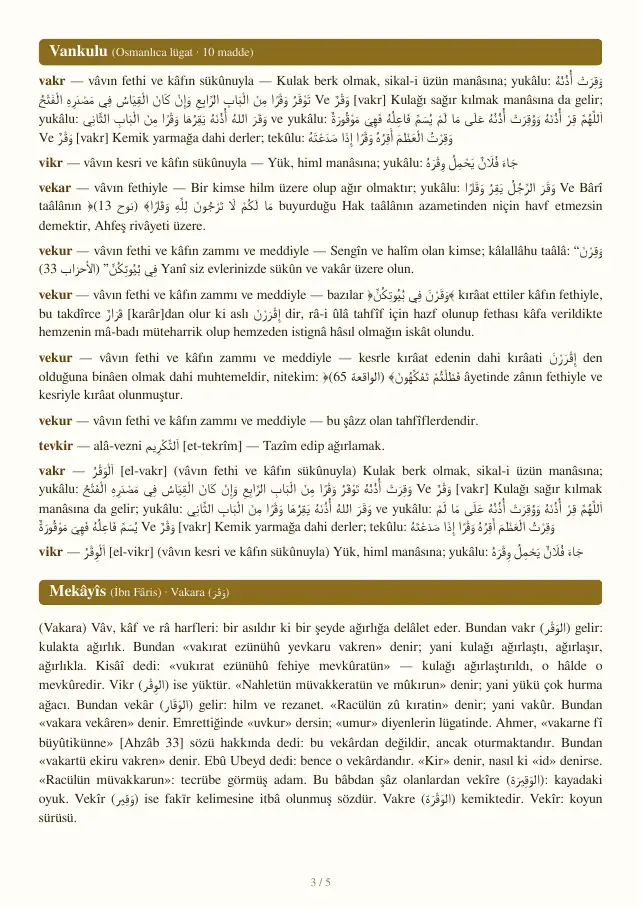 Vankulu (Osmanlıca lügat · 10 madde)
vakr — vâvın fethi ve kâfın sükûnuyla — Kulak berk olmak, sikal-i üzün manâsına; yukâlu: وَقِرَتْ أُذُنُهُ
تَوْقَرُ وَقْرًا مِنَ الْبَابِ الرَّابِعِ وَإِنْ كَانَ الْقِيَاسُ فِي مَصْدَرِهِ الْفَتْحُ Ve وَقْرٌ [vakr] Kulağı sağır kılmak manâsına da gelir;
yukâlu: وَقَرَ اللهُ أُذُنَهُ يَقِرُهَا وَقْرًا مِنَ الْبَابِ الثَّانِي ve yukâlu: اَللّٰهُمَّ قِرْ أُذُنَهُ وَوُقِرَتْ أُذُنُهُ عَلَى مَا لَمْ يُسَمَّ فَاعِلُهُ فَهِيَ مَوْقُورَةٌ
Ve وَقْرٌ [vakr] Kemik yarmağa dahi derler; tekûlu: وَقَرْتُ الْعَظْمَ أَقِرُهُ وَقْرًا إِذَا صَدَعْتَهُ
vikr — vâvın kesri ve kâfın sükûnuyla — Yük, himl manâsına; yukâlu: جَاءَ فُلَانٌ يَحْمِلُ وِقْرَهُ
vekar — vâvın fethiyle — Bir kimse hilm üzere olup ağır olmaktır; yukâlu: وَقَرَ الرَّجُلُ يَقِرُ وَقَارًا Ve Bârî
taâlânın ﴿مَا لَكُمْ لَا تَرْجُونَ لِلّٰهِ وَقَارًا﴾ (نوح 13) buyurduğu Hak taâlânın azametinden niçin havf etmezsin
demektir, Ahfeş rivâyeti üzere.
vekur — vâvın fethi ve kâfın zammı ve meddiyle — Sengîn ve halîm olan kimse; kâlallâhu taâlâ: “وَقِرْنَ
فِي بُيُوتِكُنَّ” (الأحزاب 33) Yanî siz evlerinizde sükûn ve vakâr üzere olun.
vekur — vâvın fethi ve kâfın zammı ve meddiyle — bazılar ﴿وَقَرْنَ فِي بُيُوتِكُنَّ﴾ kırâat ettiler kâfın fethiyle,
bu takdîrce قَرَارٌ [karâr]dan olur ki aslı إِقْرَرْنَ dir, râ-i ûlâ tahfîf için hazf olunup fethası kâfa verildikte
hemzenin mâ-badı müteharrik olup hemzeden istignâ hâsıl olmağın iskât olundu.
vekur — vâvın fethi ve kâfın zammı ve meddiyle — kesrle kırâat edenin dahi kırâati إِقْرَرْنَ den
olduğuna binâen olmak dahi muhtemeldir, nitekim: ﴿فَظَلْتُمْ تَفَكَّهُونَ﴾ (الواقعة 65) âyetinde zânın fethiyle ve
kesriyle kırâat olunmuştur.
vekur — vâvın fethi ve kâfın zammı ve meddiyle — bu şâzz olan tahfîflerdendir.
tevkir — alâ-vezni اَلتَّكْرِيم [et-tekrîm] — Tazîm edip ağırlamak.
vakr — اَلْوَقْرُ [el-vakr] (vâvın fethi ve kâfın sükûnuyla) Kulak berk olmak, sikal-i üzün manâsına;
yukâlu: وَقِرَتْ أُذُنُهُ تَوْقَرُ وَقْرًا مِنَ الْبَابِ الرَّابِعِ وَإِنْ كَانَ الْقِيَاسُ فِي مَصْدَرِهِ الْفَتْحُ Ve وَقْرٌ [vakr] Kulağı sağır kılmak
manâsına da gelir; yukâlu: وَقَرَ اللهُ أُذُنَهُ يَقِرُهَا وَقْرًا مِنَ الْبَابِ الثَّانِي ve yukâlu: اَللّٰهُمَّ قِرْ أُذُنَهُ وَوُقِرَتْ أُذُنُهُ عَلَى مَا لَمْ
يُسَمَّ فَاعِلُهُ فَهِيَ مَوْقُورَةٌ Ve وَقْرٌ [vakr] Kemik yarmağa dahi derler; tekûlu: وَقَرْتُ الْعَظْمَ أَقِرُهُ وَقْرًا إِذَا صَدَعْتَهُ
vikr — اَلْوِقْرُ [el-vikr] (vâvın kesri ve kâfın sükûnuyla) Yük, himl manâsına; yukâlu: جَاءَ فُلَانٌ يَحْمِلُ وِقْرَهُ
Mekâyîs (İbn Fâris) · Vakara (وَقَرَ)
(Vakara) Vâv, kâf ve râ harfleri: bir asıldır ki bir şeyde ağırlığa delâlet eder. Bundan vakr (الوَقْر) gelir:
kulakta ağırlık. Bundan «vakırat ezünühû yevkaru vakren» denir; yani kulağı ağırlaştı, ağırlaşır,
ağırlıkla. Kisâî dedi: «vukırat ezünühû fehiye mevkûratün» — kulağı ağırlaştırıldı, o hâlde o
mevkûredir. Vikr (الوِقْر) ise yüktür. «Nahletün müvakkeratün ve mûkırun» denir; yani yükü çok hurma
ağacı. Bundan vekâr (الوَقَار) gelir: hilm ve rezanet. «Racülün zû kıratin» denir; yani vakûr. Bundan
«vakara vekâren» denir. Emrettiğinde «uvkur» dersin; «umur» diyenlerin lügatinde. Ahmer, «vakarne fî
büyûtikünne» [Ahzâb 33] sözü hakkında dedi: bu vekârdan değildir, ancak oturmaktandır. Bundan
«vakartü ekiru vakren» denir. Ebû Ubeyd dedi: bence o vekârdandır. «Kir» denir, nasıl ki «id» denirse.
«Racülün müvakkarun»: tecrübe görmüş adam. Bu bâbdan şâz olanlardan vekîre (الوَقِيرَة): kayadaki
oyuk. Vekîr (وَقِير) ise fakîr kelimesine itbâ olunmuş sözdür. Vakre (الوَقْرَة) kemiktedir. Vekîr: koyun
sürüsü.
3 / 5